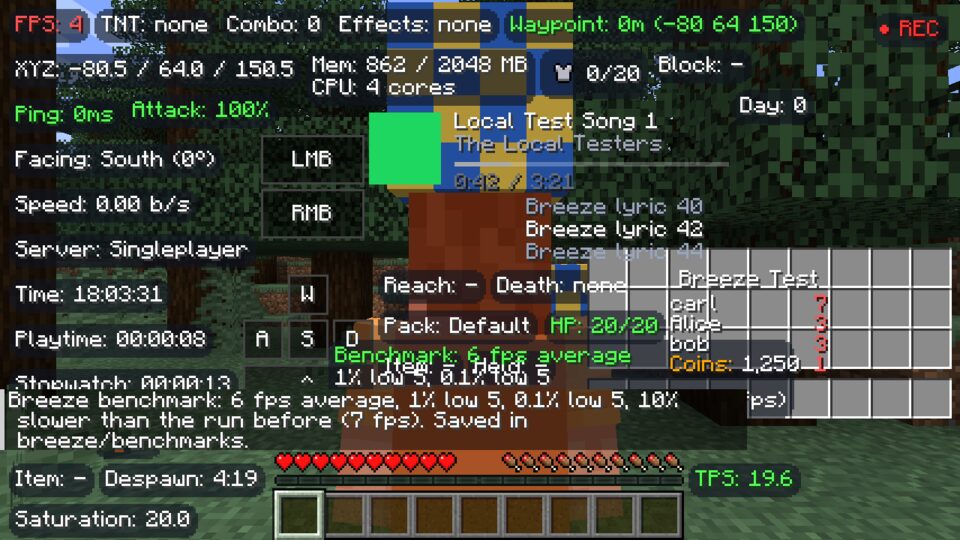 FPS: 4 TNT: none Combo: 0 Effects: none Waypoint: 0m (-80 64 150) REC
XYZ: -80.5 / 64.0 / 150.5 Mem: 862 / 2048 MB 0/20 Block: -
CPU: 4 cores
Ping: 0ms Attack: 100% Day: 0
Local Test Song 1
The Local Testers
Facing: South (0°) LMB
0:42 / 3:21
Speed: 0.00 b/s RMB
Breeze lyric 40
Breeze lyric 42
Server: Singleplayer
Breeze lyric 44
Breeze Test
Time: 18:03:31 W
Reach: - Death: none
carl 7
Alice 3
Playtime: 00:00:08 A S D
Pack: Default HP: 20/20
bob 3
Benchmark: 6 fps average
Coins: 1,250 1
Item: - Held: -
1% low 5, 0.1% low 5
Stopwatch: 00:00:13 ^
Breeze benchmark: 6 fps average, 1% low 5, 0.1% low 5, 10%
slower than the run before (7 fps). Saved in
breeze/benchmarks.
fps)
Item: - Despawn: 4:19 TPS: 19.6
Saturation: 20.0